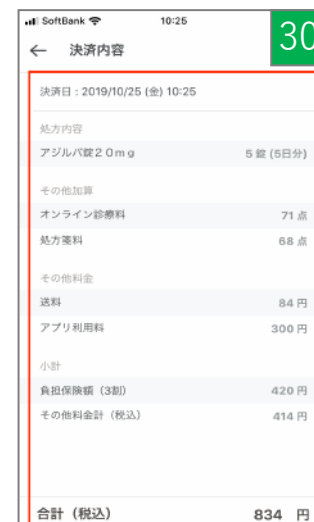 SoftBank 10:25
30
← 決済内容
決済日：2019/10/25 (金) 10:25
処方内容
アジルバ錠２０ｍｇ 5 錠 (5日分)
その他加算
オンライン診療料 71 点
処方箋料 68 点
その他料金
送料 84 円
アプリ利用料 300 円
小計
負担保険額（3割） 420 円
その他料金計（税込） 414 円
合計（税込） 834 円